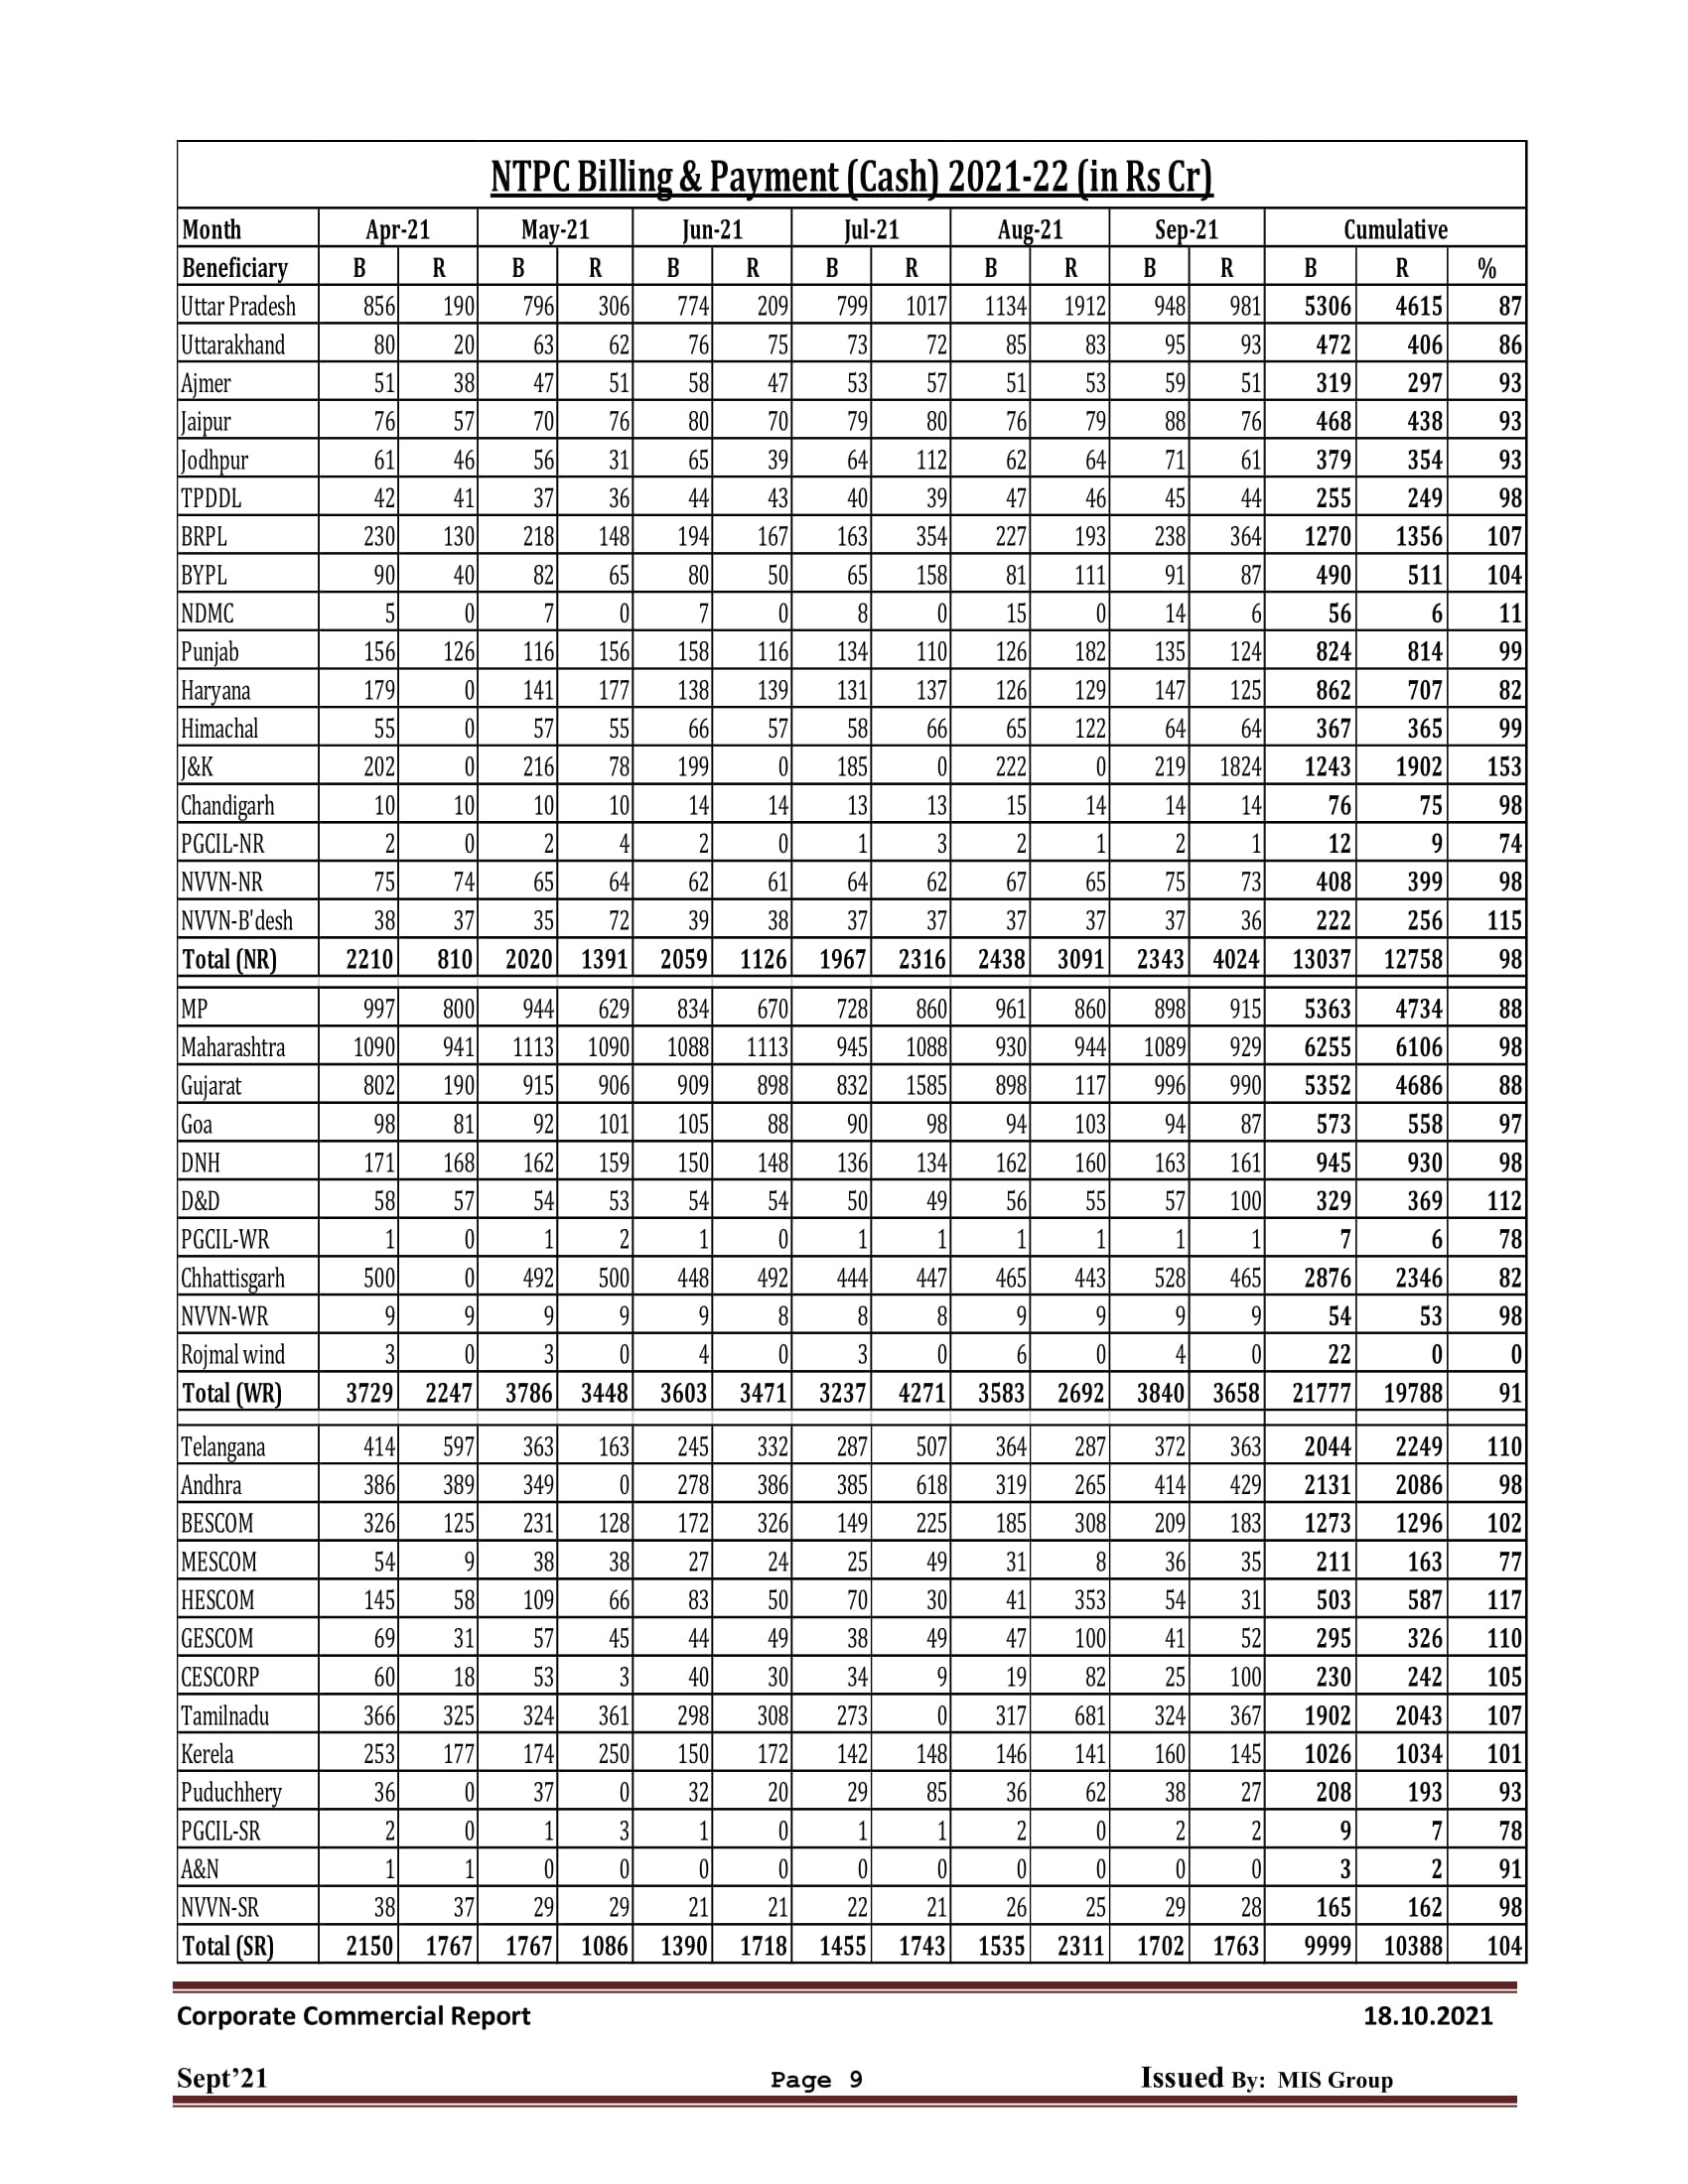 NTPC Billing & Payment (Cash) 2021-22 (in Rs Cr)
Month Apr-21 May-21 Jun-21 Jul-21 Aug-21 Sep-21 Cumulative
Beneficiary B R B R B R B R B R B R B R %
Uttar Pradesh 856 190 796 306 774 209 799 1017 1134 1912 948 981 5306 4615 87
Uttarakhand 80 20 63 62 76 75 73 72 85 83 95 93 472 406 86
Ajmer 51 38 47 51 58 47 53 57 51 53 59 51 319 297 93
Jaipur 76 57 70 76 80 70 79 80 76 79 88 76 468 438 93
Jodhpur 61 46 56 31 65 39 64 112 62 64 71 61 379 354 93
TPDDL 42 41 37 36 44 43 40 39 47 46 45 44 255 249 98
BRPL 230 130 218 148 194 167 163 354 227 193 238 364 1270 1356 107
BYPL 90 40 82 65 80 50 65 158 81 111 91 87 490 511 104
NDMC 5 0 7 0 7 0 8 0 15 0 14 6 56 6 11
Punjab 156 126 116 156 158 116 134 110 126 182 135 124 824 814 99
Haryana 179 0 141 177 138 139 131 137 126 129 147 125 862 707 82
Himachal 55 0 57 55 66 57 58 66 65 122 64 64 367 365 99
J&K 202 0 216 78 199 0 185 0 222 0 219 1824 1243 1902 153
Chandigarh 10 10 10 10 14 14 13 13 15 14 14 14 76 75 98
PGCIL-NR 2 0 2 4 2 0 1 3 2 1 2 1 12 9 74
NVVN-NR 75 74 65 64 62 61 64 62 67 65 75 73 408 399 98
NVVN-B'desh 38 37 35 72 39 38 37 37 37 37 37 36 222 256 115
Total (NR) 2210 810 2020 1391 2059 1126 1967 2316 2438 3091 2343 4024 13037 12758 98
MP 997 800 944 629 834 670 728 860 961 860 898 915 5363 4734 88
Maharashtra 1090 941 1113 1090 1088 1113 945 1088 930 944 1089 929 6255 6106 98
Gujarat 802 190 915 906 909 898 832 1585 898 117 996 990 5352 4686 88
Goa 98 81 92 101 105 88 90 98 94 103 94 87 573 558 97
DNH 171 168 162 159 150 148 136 134 162 160 163 161 945 930 98
D&D 58 57 54 53 54 54 50 49 56 55 57 100 329 369 112
PGCIL-WR 1 0 1 2 1 0 1 1 1 1 1 1 7 6 78
Chhattisgarh 500 0 492 500 448 492 444 447 465 443 528 465 2876 2346 82
NVVN-WR 9 9 9 9 9 8 8 8 9 9 9 9 54 53 98
Rojmal wind 3 0 3 0 4 0 3 0 6 0 4 0 22 0 0
Total (WR) 3729 2247 3786 3448 3603 3471 3237 4271 3583 2692 3840 3658 21777 19788 91
Telangana 414 597 363 163 245 332 287 507 364 287 372 363 2044 2249 110
Andhra 386 389 349 0 278 386 385 618 319 265 414 429 2131 2086 98
BESCOM 326 125 231 128 172 326 149 225 185 308 209 183 1273 1296 102
MESCOM 54 9 38 38 27 24 25 49 31 8 36 35 211 163 77
HESCOM 145 58 109 66 83 50 70 30 41 353 54 31 503 587 117
GESCOM 69 31 57 45 44 49 38 49 47 100 41 52 295 326 110
CESCORP 60 18 53 3 40 30 34 9 19 82 25 100 230 242 105
Tamilnadu 366 325 324 361 298 308 273 0 317 681 324 367 1902 2043 107
Kerela 253 177 174 250 150 172 142 148 146 141 160 145 1026 1034 101
Puduchhery 36 0 37 0 32 20 29 85 36 62 38 27 208 193 93
PGCIL-SR 2 0 1 3 1 0 1 1 2 0 2 2 9 7 78
A&N 1 1 0 0 0 0 0 0 0 0 0 0 3 2 91
NVVN-SR 38 37 29 29 21 21 22 21 26 25 29 28 165 162 98
Total (SR) 2150 1767 1767 1086 1390 1718 1455 1743 1535 2311 1702 1763 9999 10388 104
Corporate Commercial Report 18.10.2021
Sept’21 Page 9 Issued By: MIS Group